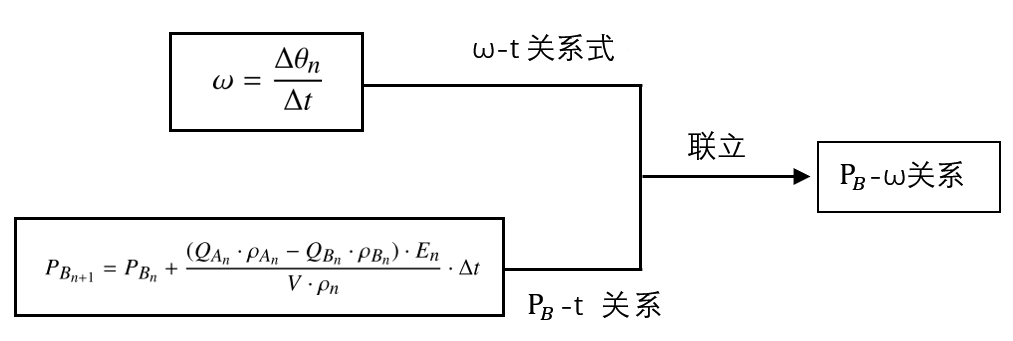 ω = Δθₙ / Δt
ω-t 关系式
联立
P_B-ω关系
P_{B_{n+1}} = P_{B_n} + (Q_{A_n} · ρ_{A_n} − Q_{B_n} · ρ_{B_n}) · E_n / V · ρ_n · Δt
P_B -t 关系